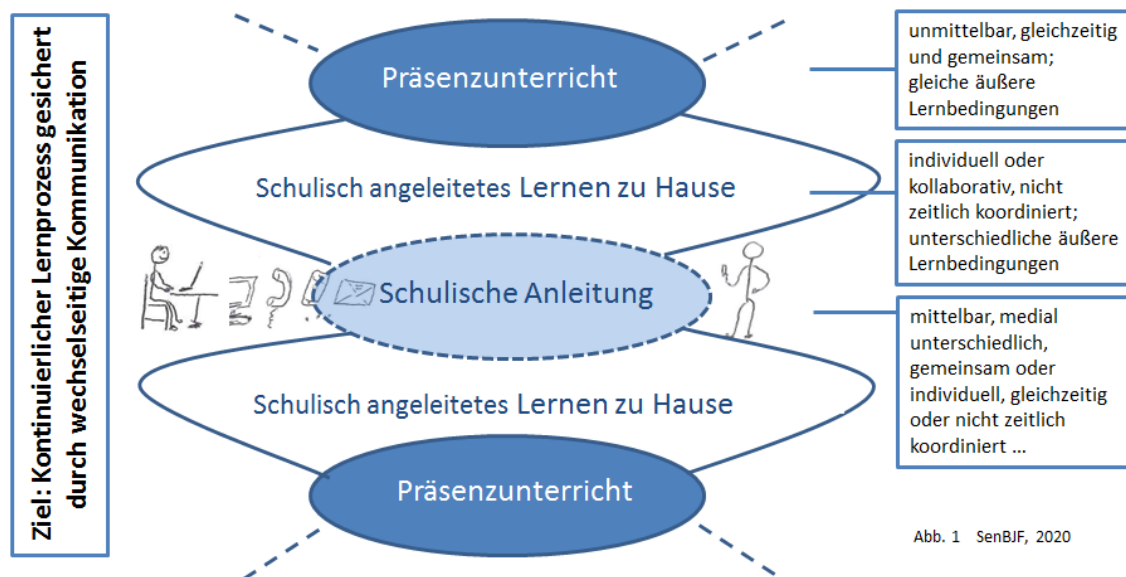 Ziel: Kontinuierlicher Lernprozess gesichert
durch wechselseitige Kommunikation
Präsenzunterricht
unmittelbar, gleichzeitig
und gemeinsam;
gleiche äußere
Lernbedingungen
Schulisch angeleitetes Lernen zu Hause
individuell oder
kollaborativ, nicht
zeitlich koordiniert;
unterschiedliche äußere
Lernbedingungen
Schulische Anleitung
mittelbar, medial
unterschiedlich,
gemeinsam oder
individuell, gleichzeitig
oder nicht zeitlich
koordiniert ...
Schulisch angeleitetes Lernen zu Hause
Präsenzunterricht
Abb. 1 SenBJF, 2020